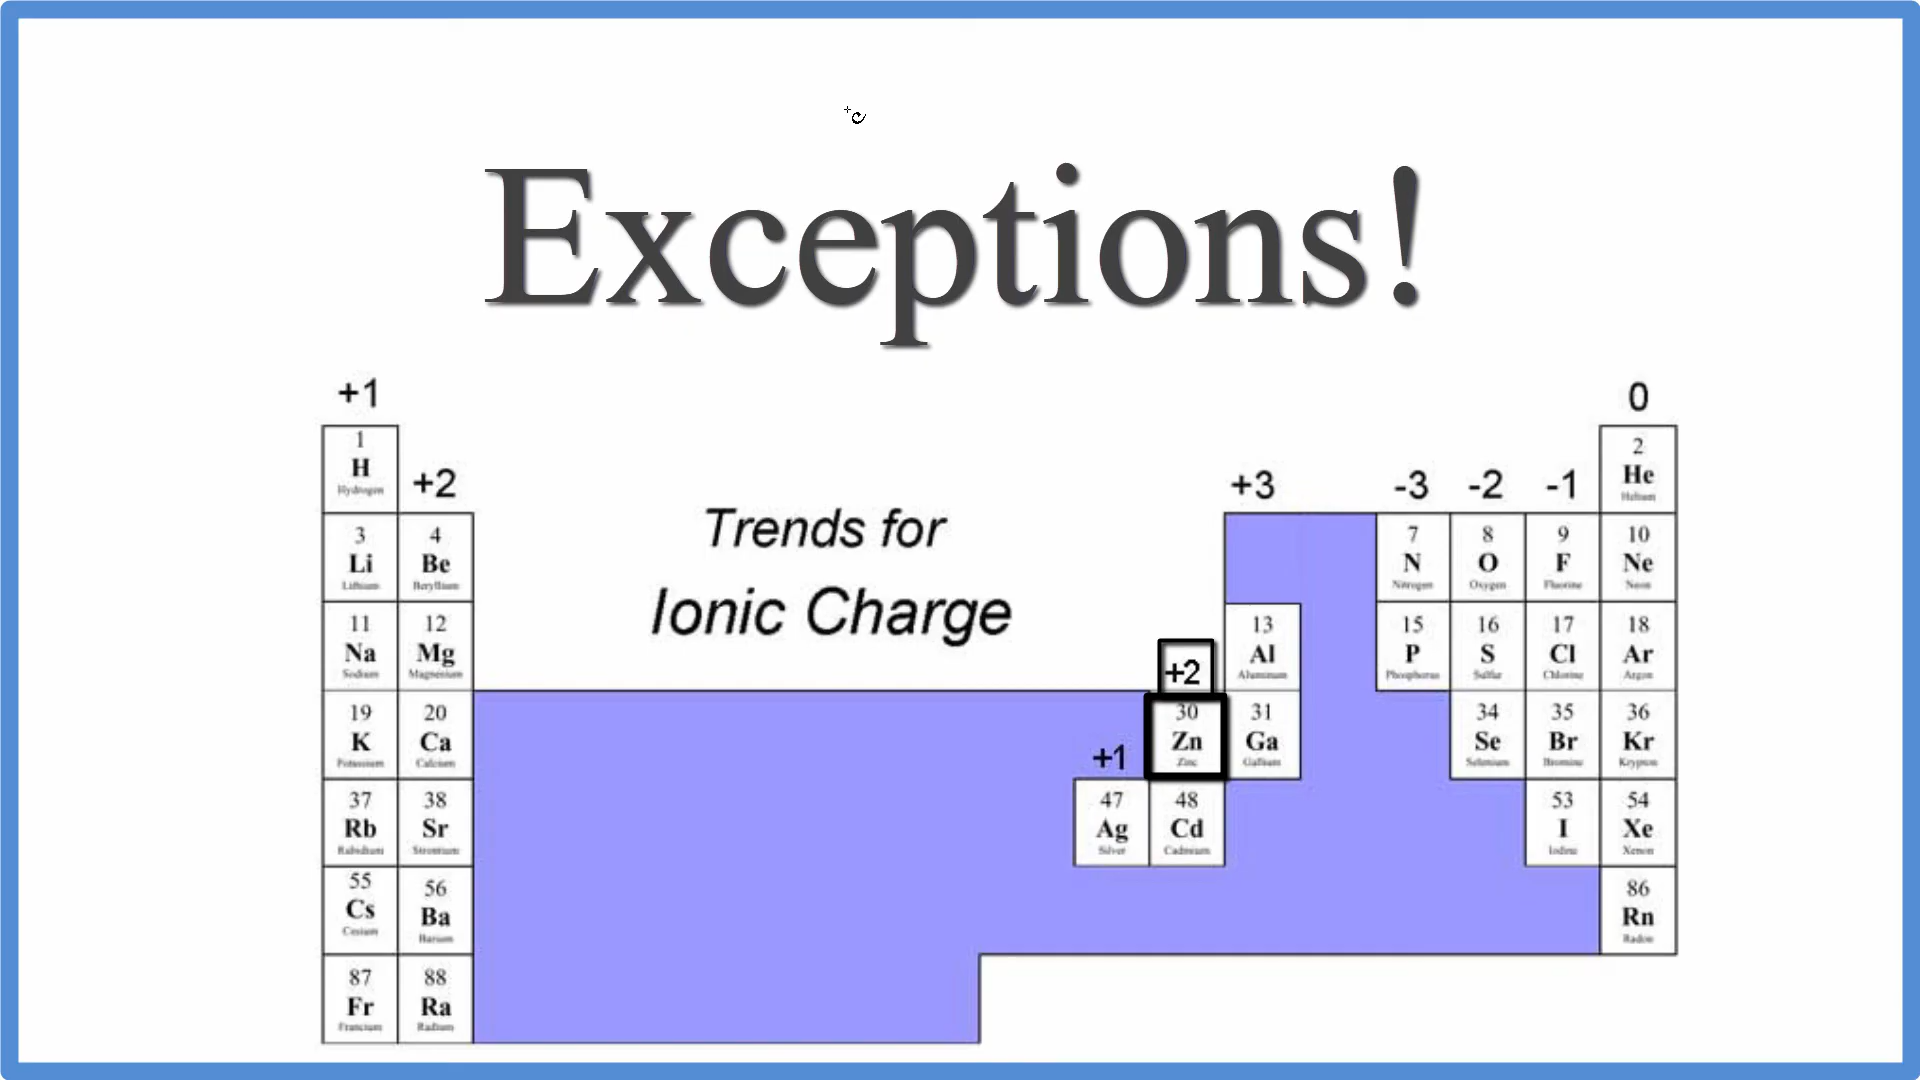 Exceptions!
+1
0
1
H
Hydrogen
+2
+3
-3
-2
-1
2
He
Helium
Trends for
Ionic Charge
3
Li
Lithium
4
Be
Beryllium
7
N
Nitrogen
8
O
Oxygen
9
F
Fluorine
10
Ne
Neon
11
Na
Sodium
12
Mg
Magnesium
13
Al
Aluminum
15
P
Phosphorus
16
S
Sulfur
17
Cl
Chlorine
18
Ar
Argon
+2
19
K
Potassium
20
Ca
Calcium
+1
30
Zn
Zinc
31
Ga
Gallium
34
Se
Selenium
35
Br
Bromine
36
Kr
Krypton
37
Rb
Rubidium
38
Sr
Strontium
47
Ag
Silver
48
Cd
Cadmium
53
I
Iodine
54
Xe
Xenon
55
Cs
Cesium
56
Ba
Barium
86
Rn
Radon
87
Fr
Francium
88
Ra
Radium